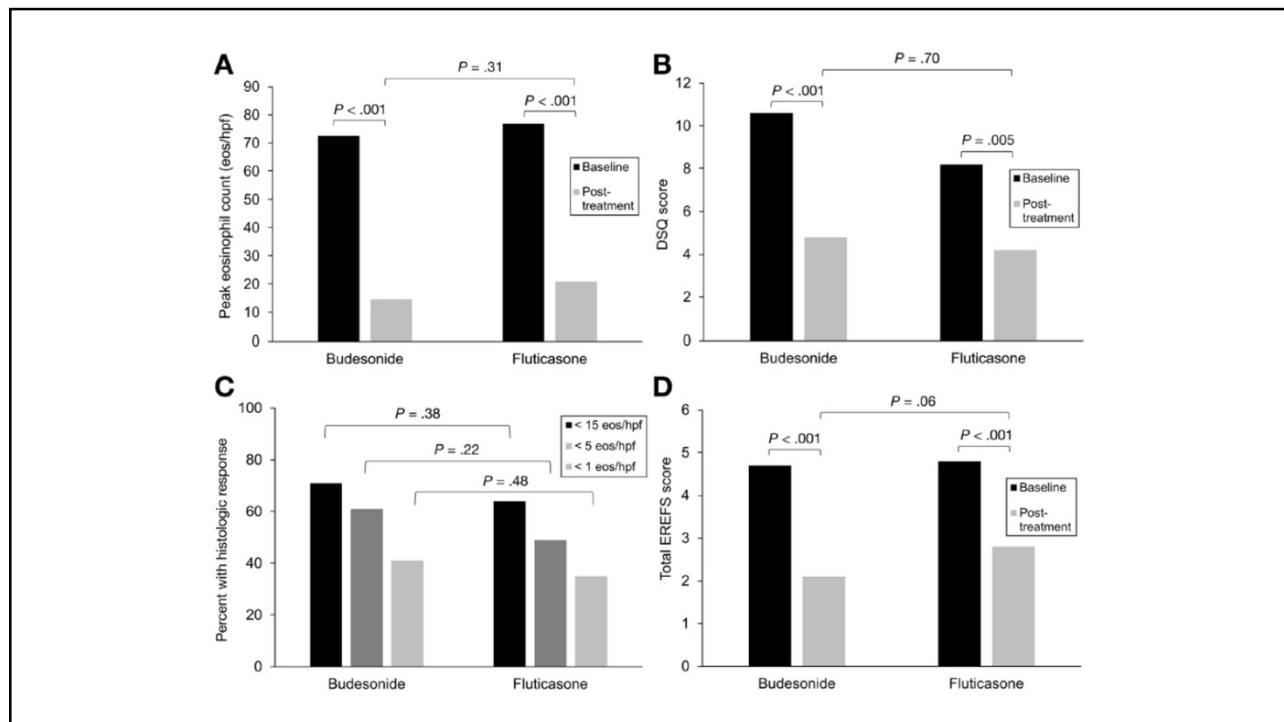 A
P = .31
P < .001
P < .001
90
80
70
60
50
40
30
20
10
0
Peak eosinophil count (eos/hpf)
Baseline
Post-
treatment
Budesonide
Fluticasone
B
P = .70
P < .001
P = .005
12
10
8
6
4
2
0
DSQ score
Baseline
Post-
treatment
Budesonide
Fluticasone
C
P = .38
P = .22
P = .48
100
80
60
40
20
0
Percent with histologic response
< 15 eos/hpf
< 5 eos/hpf
< 1 eos/hpf
Budesonide
Fluticasone
D
P = .06
P < .001
P < .001
6
5
4
3
2
1
0
Total EREFS score
Baseline
Post-
treatment
Budesonide
Fluticasone